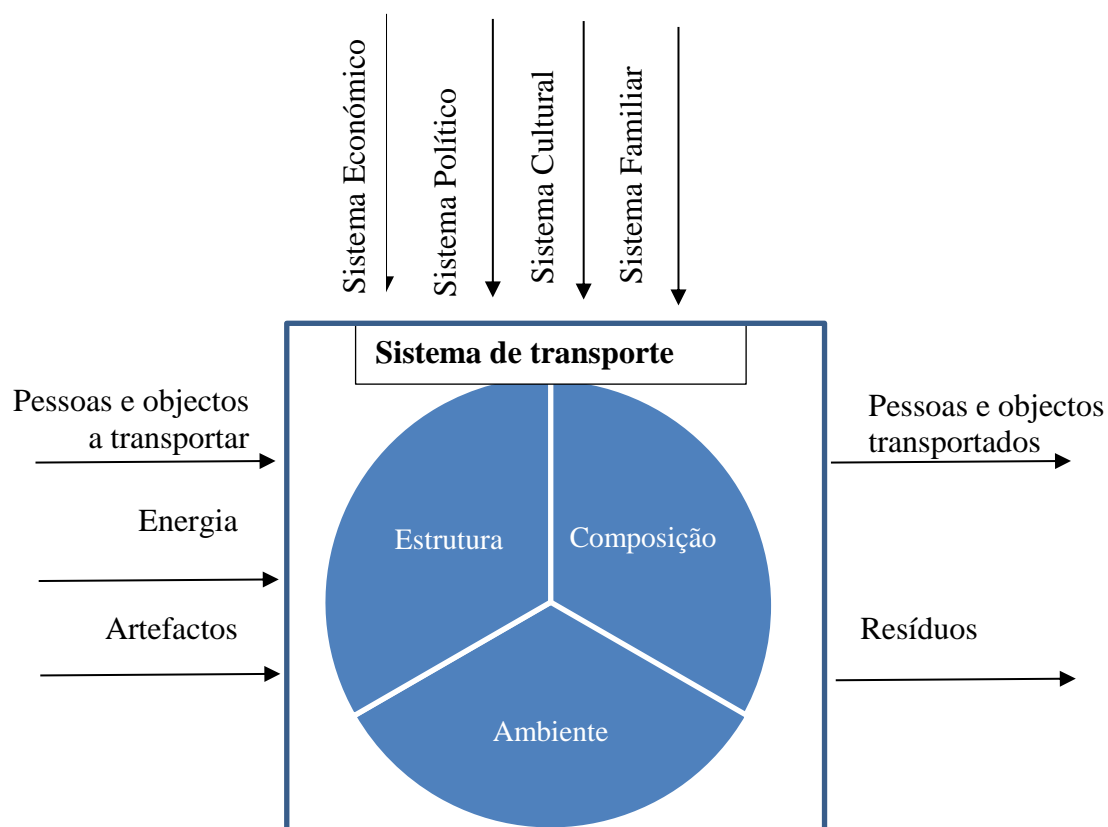 Sistema Económico
Sistema Político
Sistema Cultural
Sistema Familiar
Sistema de transporte
Pessoas e objectos
a transportar
Energia
Artefactos
Estrutura
Composição
Ambiente
Pessoas e objectos
transportados
Resíduos